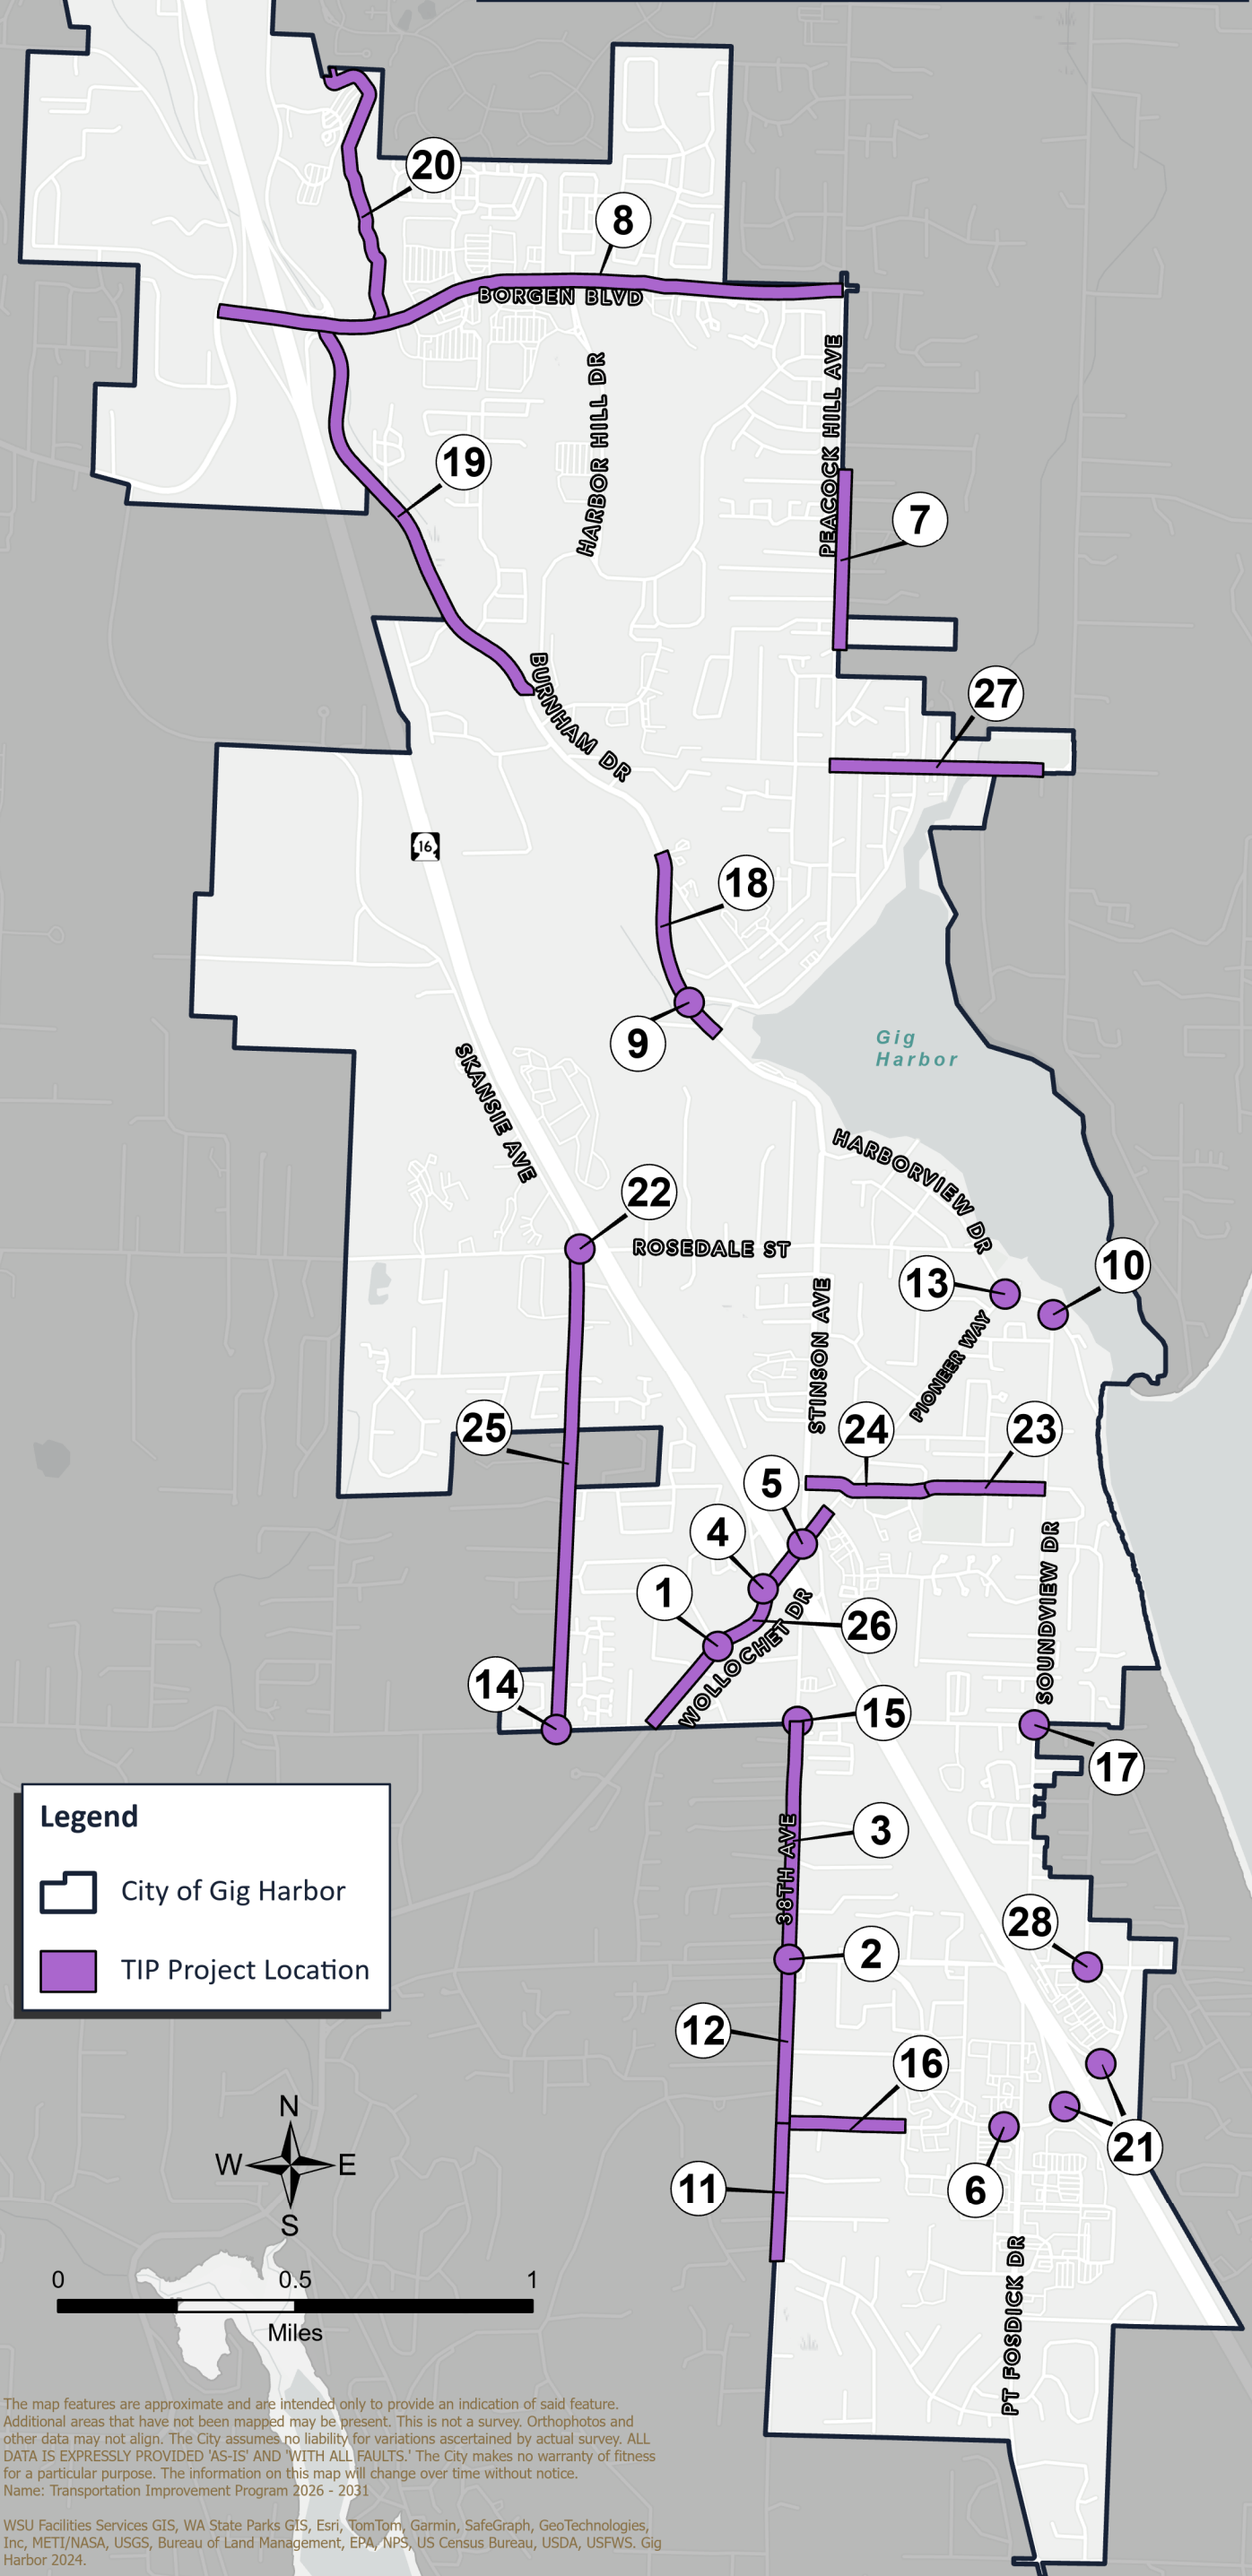 20
8
BORGEN BLVD
HARBOR HILL DR
PEACOCK HILL AVE
19
7
BURNHAM DR
27
16
18
9
Gig
Harbor
SKANSIE AVE
HARBORVIEW DR
22
ROSEDALE ST
10
13
STINSON AVE
PIONEER WAY
25
24
23
5
4
1
26
WOLLOCHET DR
SOUNDVIEW DR
14
15
17
3
38TH AVE
28
2
12
16
21
11
6
PT FOSDICK DR
Legend
City of Gig Harbor
TIP Project Location
N
W
E
S
0
0.5
1
Miles
The map features are approximate and are intended only to provide an indication of said feature.
Additional areas that have not been mapped may be present. This is not a survey. Orthophotos and
other data may not align. The City assumes no liability for variations ascertained by actual survey. ALL
DATA IS EXPRESSLY PROVIDED 'AS-IS' AND 'WITH ALL FAULTS.' The City makes no warranty of fitness
for a particular purpose. The information on this map will change over time without notice.
Name: Transportation Improvement Program 2026 - 2031
WSU Facilities Services GIS, WA State Parks GIS, Esri, TomTom, Garmin, SafeGraph, GeoTechnologies,
Inc, METI/NASA, USGS, Bureau of Land Management, EPA, NPS, US Census Bureau, USDA, USFWS. Gig
Harbor 2024.